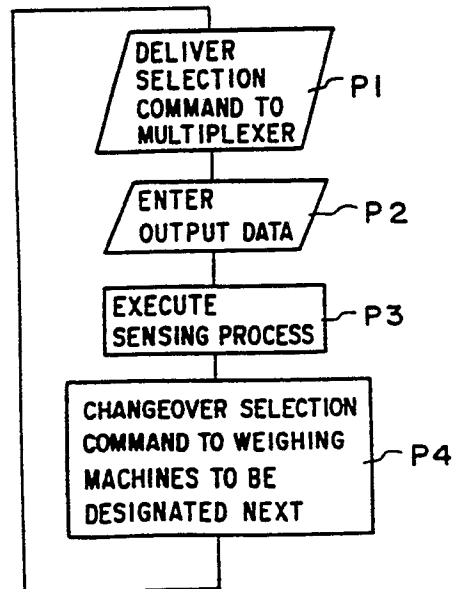 DELIVER
SELECTION
COMMAND TO
MULTIPLEXER
P1
ENTER
OUTPUT DATA
P2
EXECUTE
SENSING PROCESS
P3
CHANGEOVER SELECTION
COMMAND TO WEIGHING
MACHINES TO BE
DESIGNATED NEXT
P4